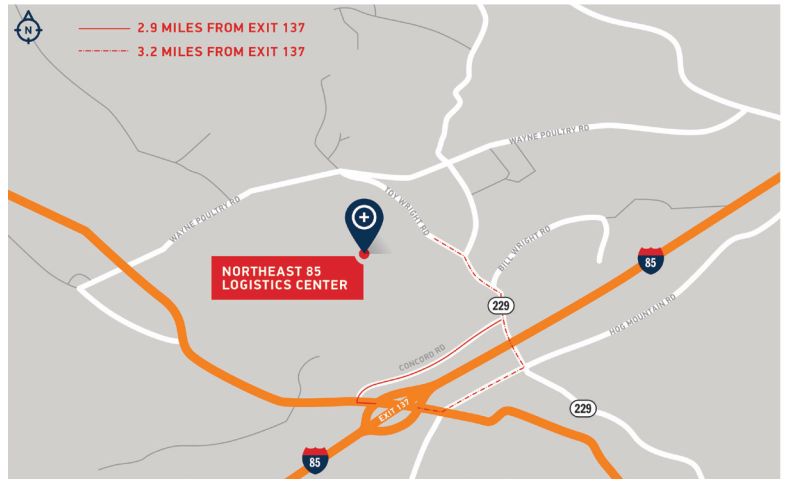 N
2.9 MILES FROM EXIT 137
3.2 MILES FROM EXIT 137
WAYNE POULTRY RD
WAYNE POULTRY RD
TOY WRIGHT RD
BILL WRIGHT RD
NORTHEAST 85
LOGISTICS CENTER
85
229
HOG MOUNTAIN RD
CONCORD RD
EXIT 137
229
85